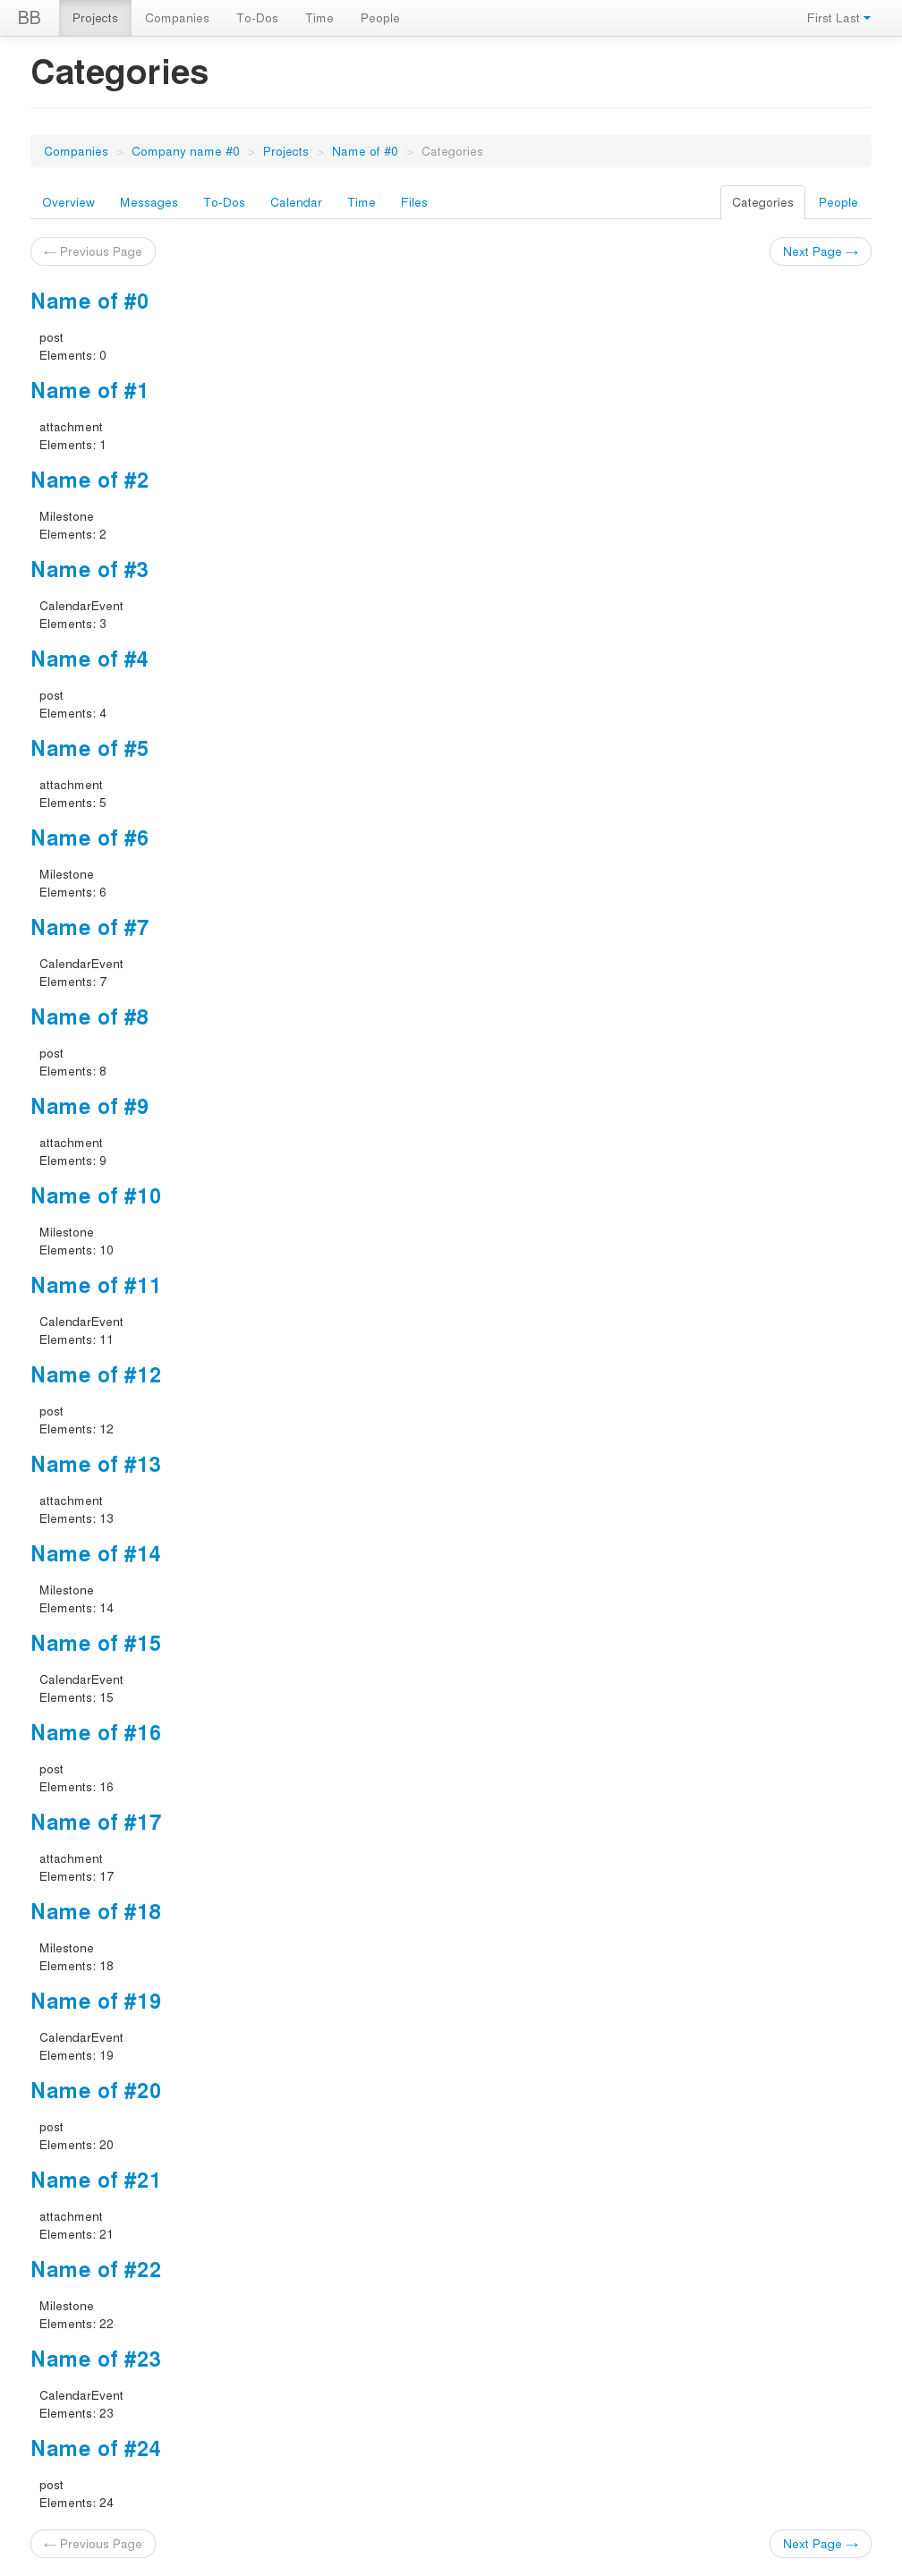 BB Projects Companies To-Dos Time People First Last
Categories
Companies > Company name #0 > Projects > Name of #0 > Categories
Overview Messages To-Dos Calendar Time Files Categories People
← Previous Page Next Page →
Name of #0
post
Elements: 0
Name of #1
attachment
Elements: 1
Name of #2
Milestone
Elements: 2
Name of #3
CalendarEvent
Elements: 3
Name of #4
post
Elements: 4
Name of #5
attachment
Elements: 5
Name of #6
Milestone
Elements: 6
Name of #7
CalendarEvent
Elements: 7
Name of #8
post
Elements: 8
Name of #9
attachment
Elements: 9
Name of #10
Milestone
Elements: 10
Name of #11
CalendarEvent
Elements: 11
Name of #12
post
Elements: 12
Name of #13
attachment
Elements: 13
Name of #14
Milestone
Elements: 14
Name of #15
CalendarEvent
Elements: 15
Name of #16
post
Elements: 16
Name of #17
attachment
Elements: 17
Name of #18
Milestone
Elements: 18
Name of #19
CalendarEvent
Elements: 19
Name of #20
post
Elements: 20
Name of #21
attachment
Elements: 21
Name of #22
Milestone
Elements: 22
Name of #23
CalendarEvent
Elements: 23
Name of #24
post
Elements: 24
← Previous Page Next Page →